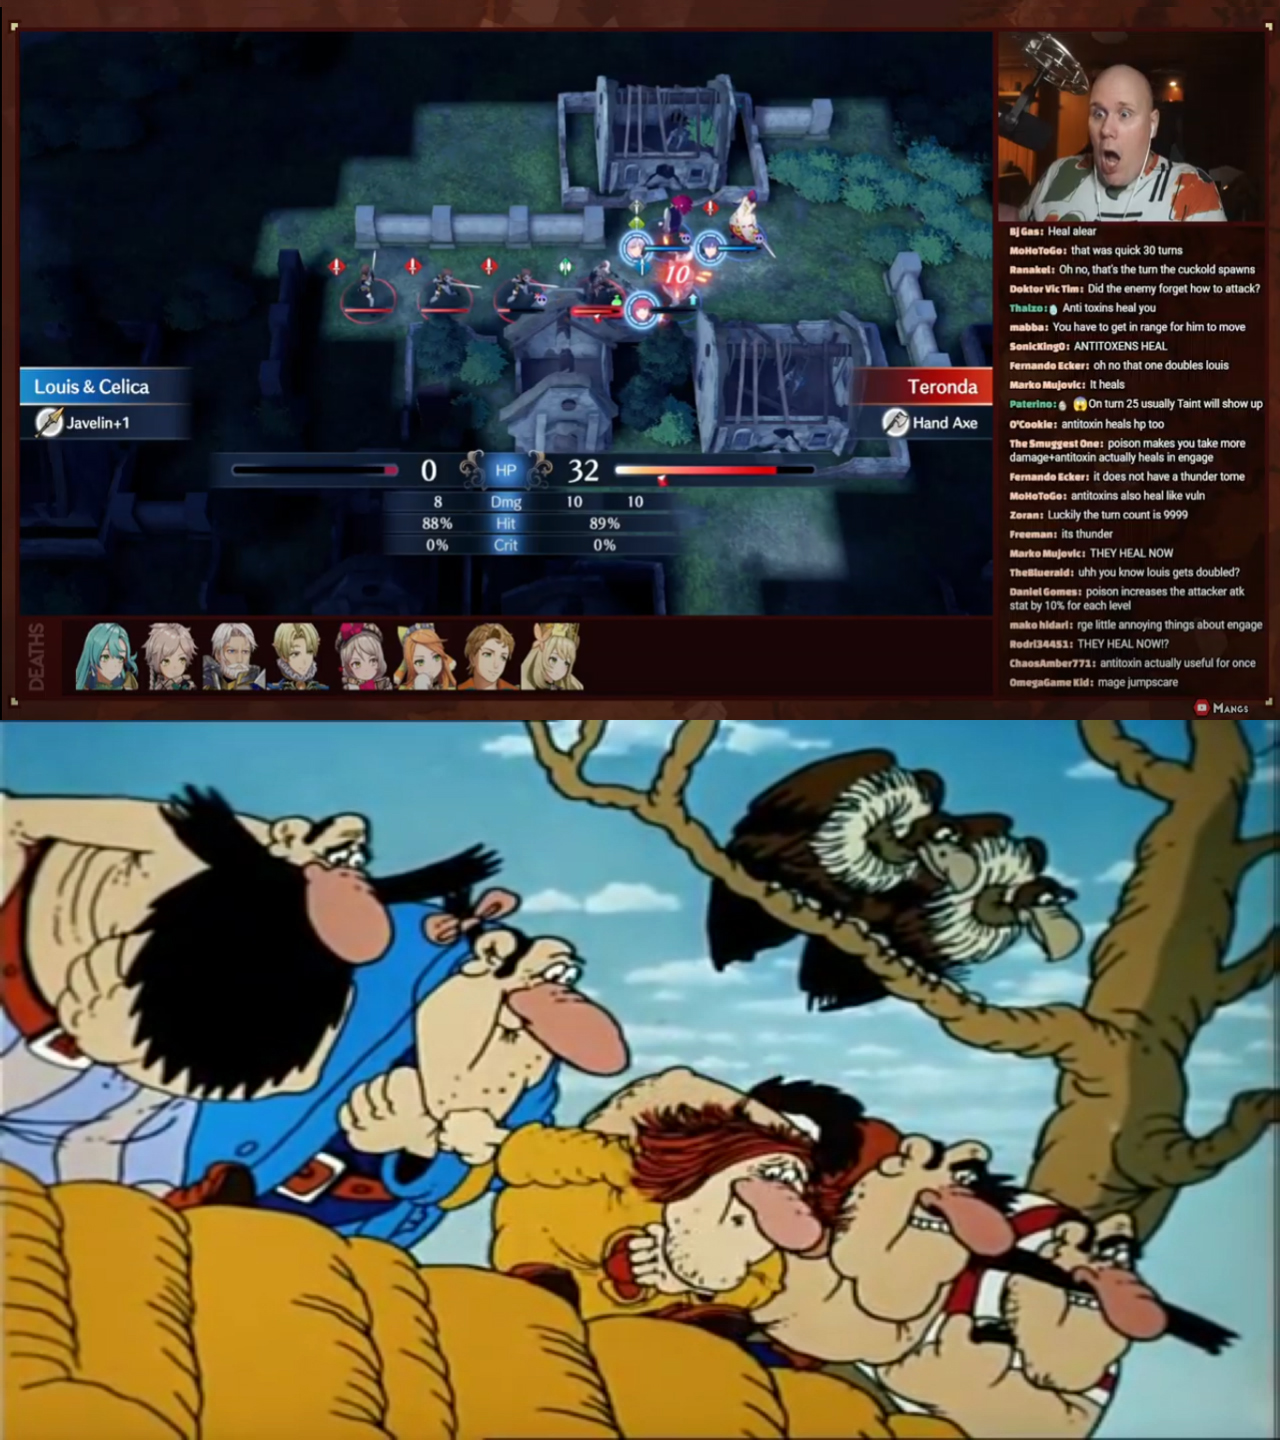 10
Louis & Celica
Javelin+1
Teronda
Hand Axe
0 HP 32
8 Dmg 10 10
88% Hit 89%
0% Crit 0%
DEATHS
Bj Gas: Heal alear
MoHoToGo: that was quick 30 turns
Ranakel: Oh no, that's the turn the cuckold spawns
Doktor Vic Tim: Did the enemy forget how to attack?
Thalzo: Anti toxins heal you
mabba: You have to get in range for him to move
SonicKing0: ANTITOXENS HEAL
Fernando Ecker: oh no that one doubles louis
Marko Mujovic: It heals
Paterino: On turn 25 usually Taint will show up
O'Cookie: antitoxin heals hp too
The Smuggest One: poison makes you take more
damage+antitoxin actually heals in engage
Fernando Ecker: it does not have a thunder tome
MoHoToGo: antitoxins also heal like vuln
Zoran: Luckily the turn count is 9999
Freeman: its thunder
Marko Mujovic: THEY HEAL NOW
TheBlueraid: uhh you know louis gets doubled?
Daniel Gomes: poison increases the attacker atk
stat by 10% for each level
mako hidari: rge little annoying things about engage
Rodri34451: THEY HEAL NOW!?
ChaosAmber771: antitoxin actually useful for once
OmegaGame Kid: mage jumpscare
MANGS